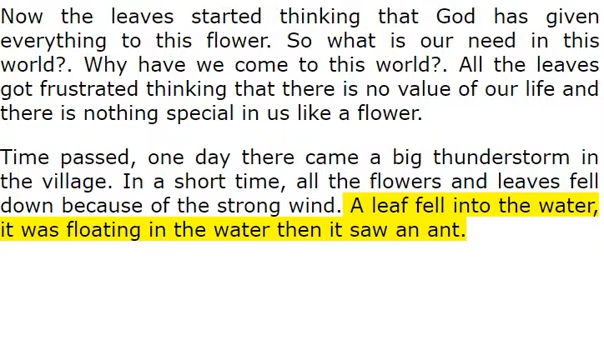 Now the leaves started thinking that God has given
everything to this flower. So what is our need in this
world?. Why have we come to this world?. All the leaves
got frustrated thinking that there is no value of our life and
there is nothing special in us like a flower.
Time passed, one day there came a big thunderstorm in
the village. In a short time, all the flowers and leaves fell
down because of the strong wind. A leaf fell into the water,
it was floating in the water then it saw an ant.